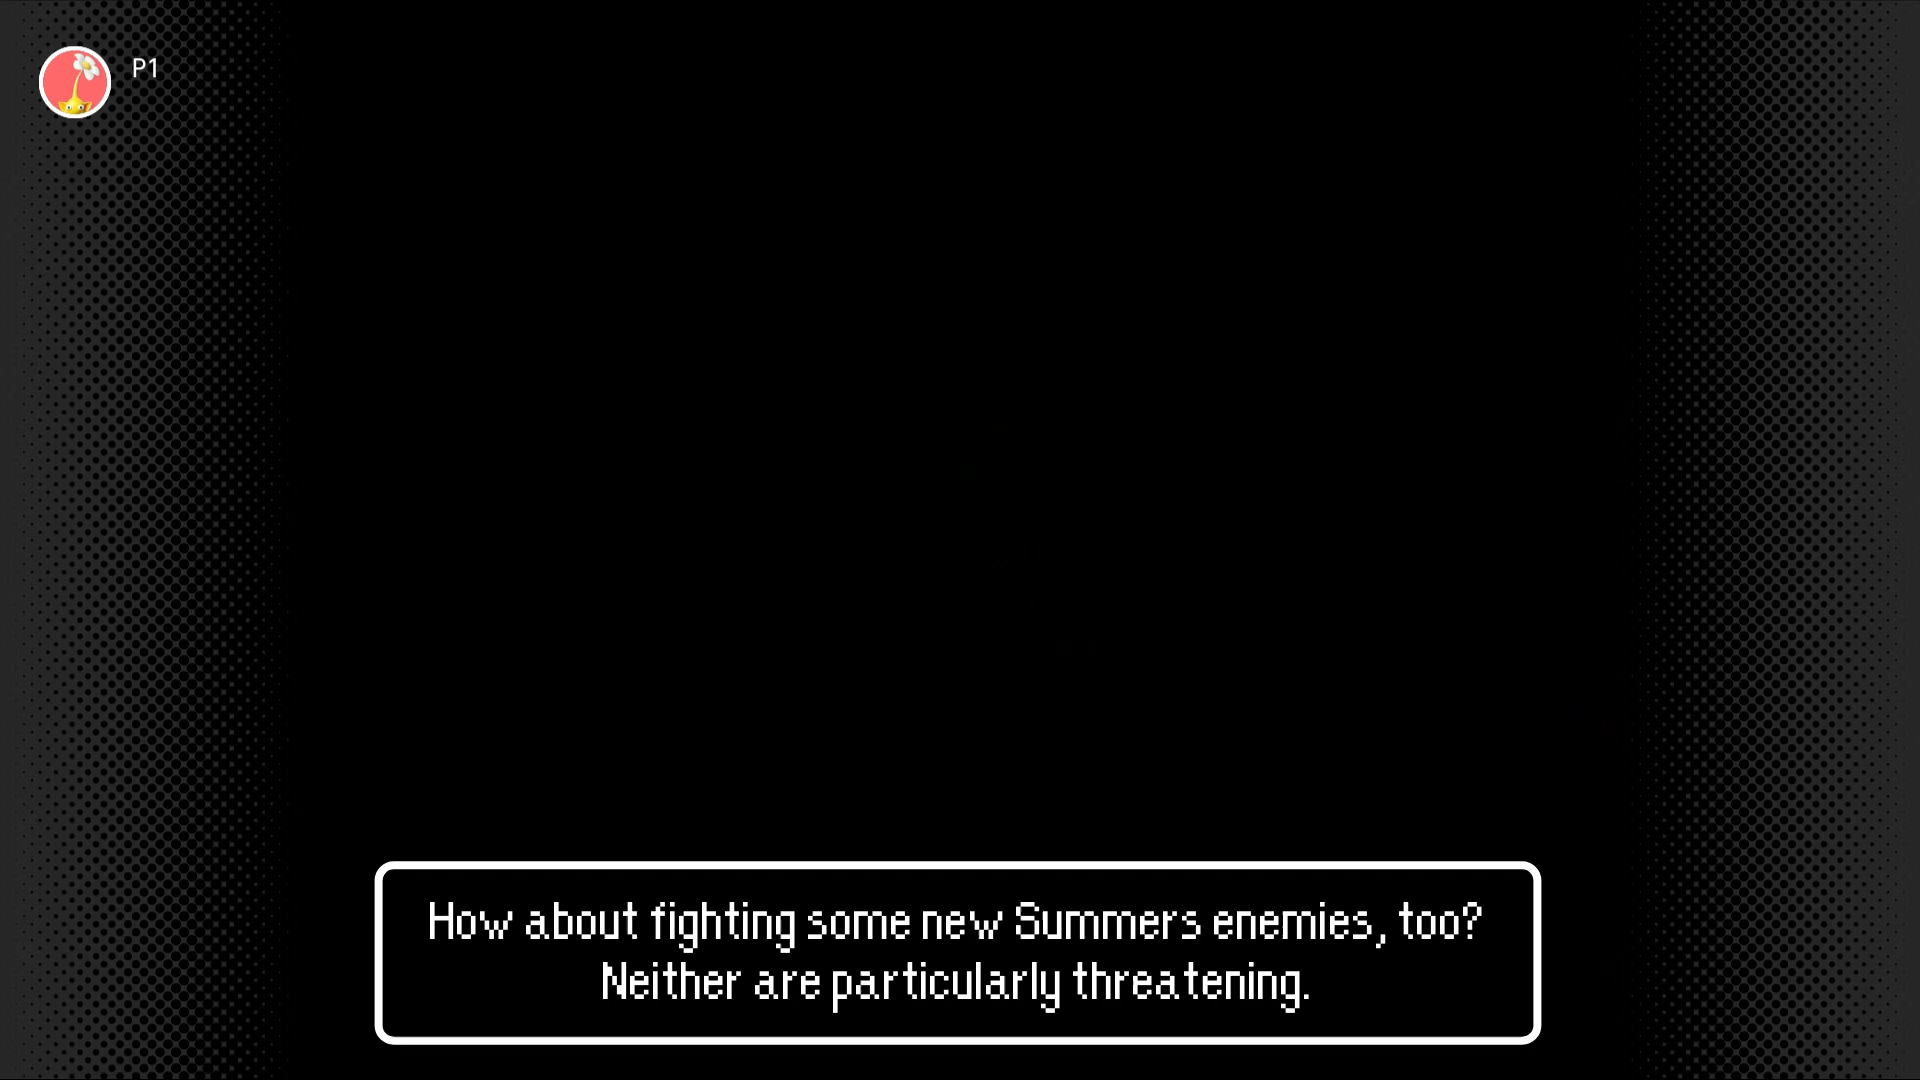 P1
How about fighting some new Summers enemies, too?
Neither are particularly threatening.